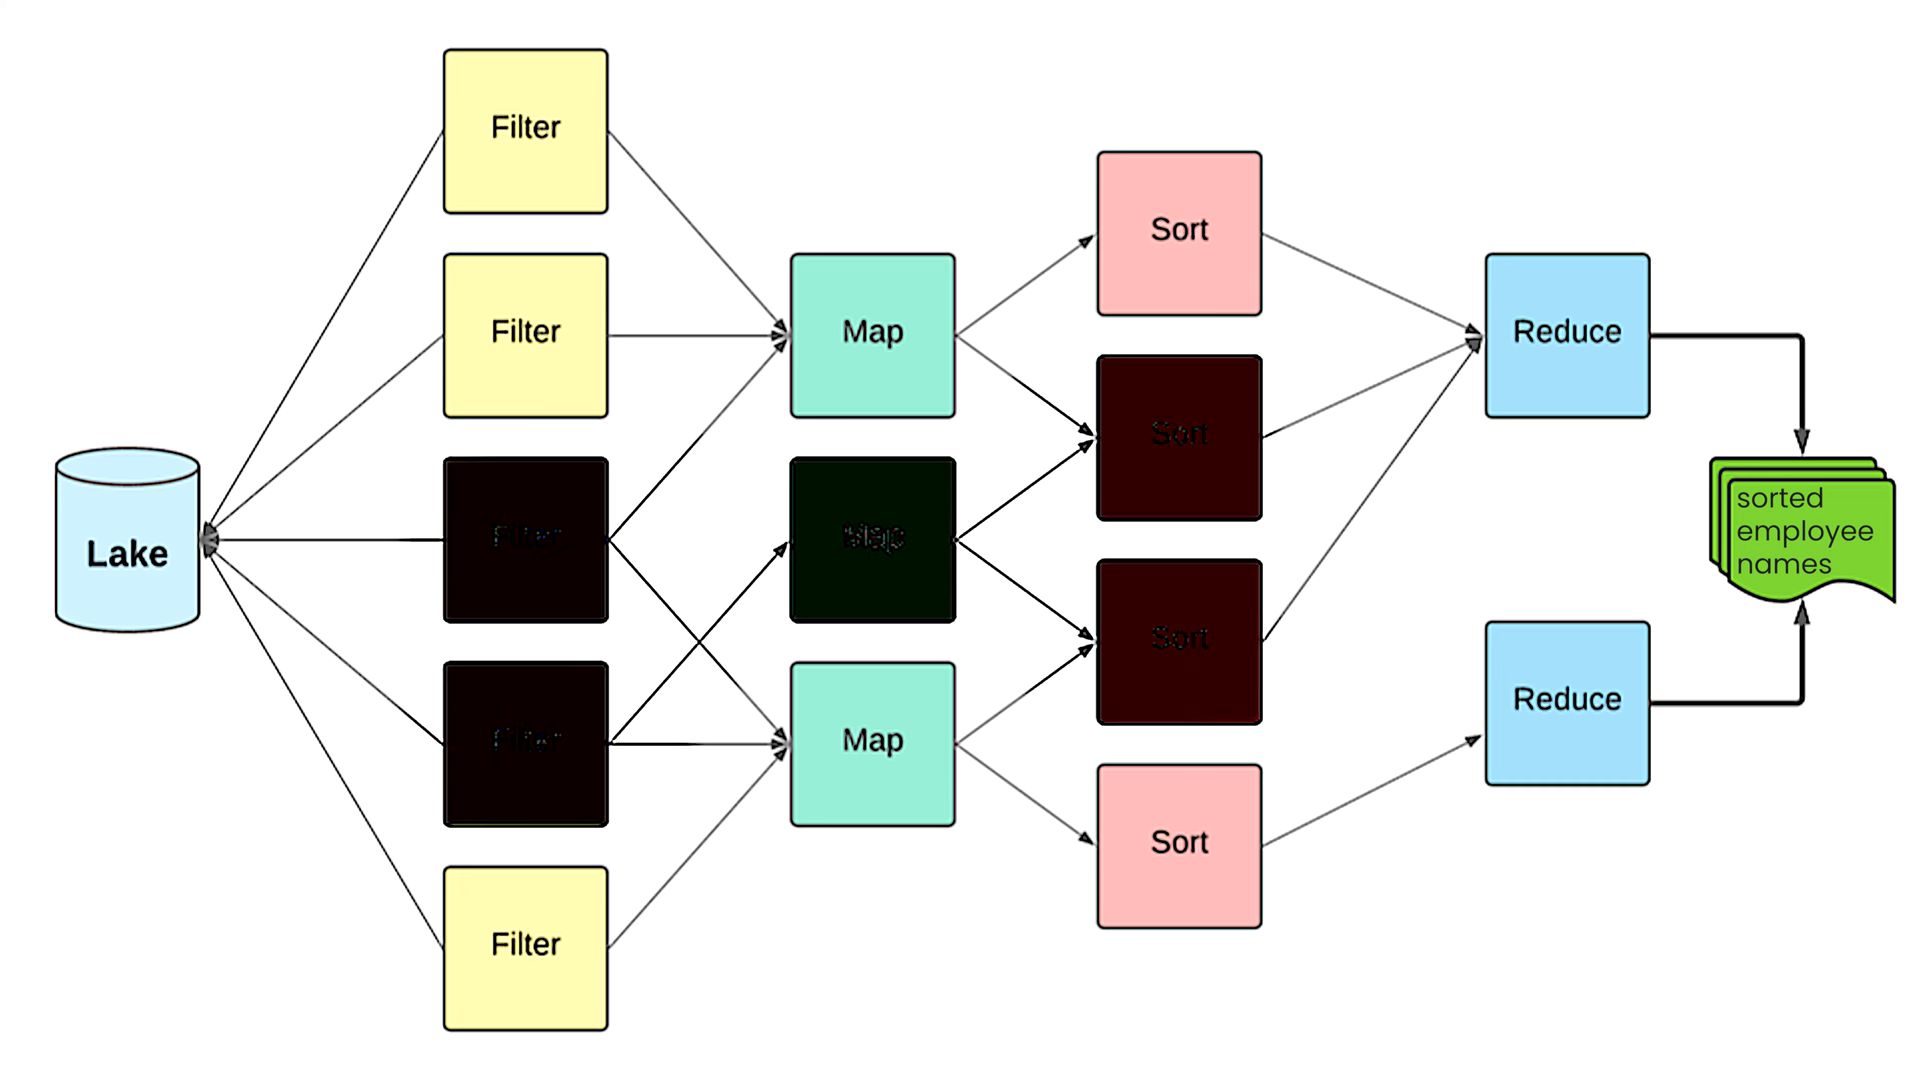 Filter
Filter
Filter
Filter
Filter
Lake
Map
Map
Map
Sort
Sort
Sort
Sort
Reduce
Reduce
sorted
employee
names